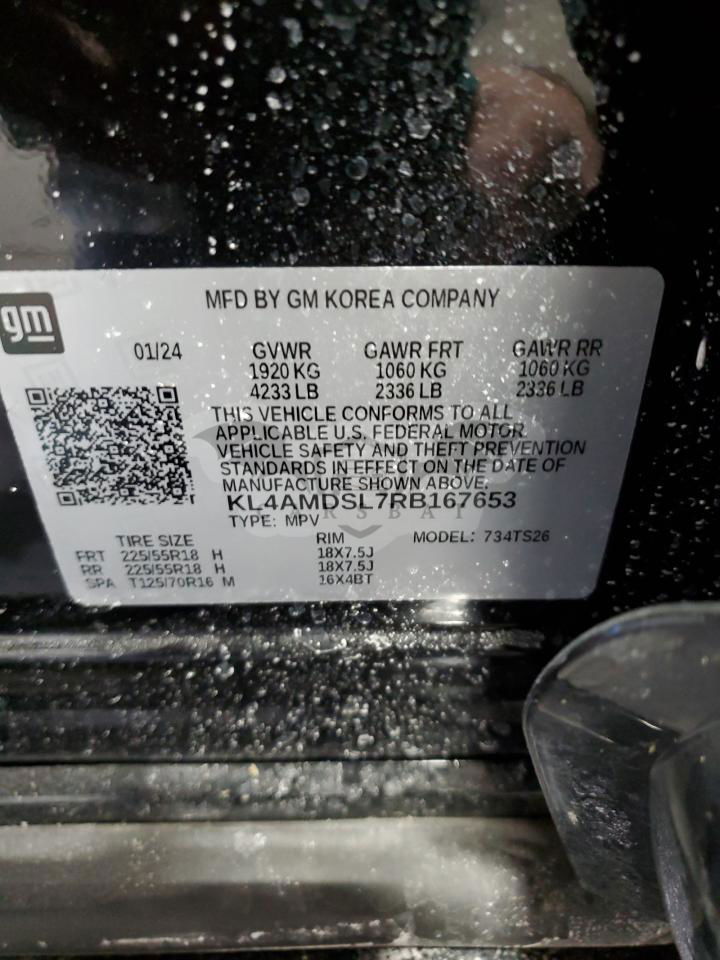 MFD BY GM KOREA COMPANY
gm
01/24 GVWR GAWR FRT GAWR RR
1920 KG 1060 KG 1060 KG
4233 LB 2336 LB 2336 LB
THIS VEHICLE CONFORMS TO ALL
APPLICABLE U.S. FEDERAL MOTOR
VEHICLE SAFETY AND THEFT PREVENTION
STANDARDS IN EFFECT ON THE DATE OF
MANUFACTURE SHOWN ABOVE.
KL4AMDSL7RB167653
TYPE: MPV
TIRE SIZE RIM MODEL: 734TS26
FRT 225/55R18 H 18X7.5J
RR 225/55R18 H 18X7.5J
SPA T125/70R16 M 16X4BT